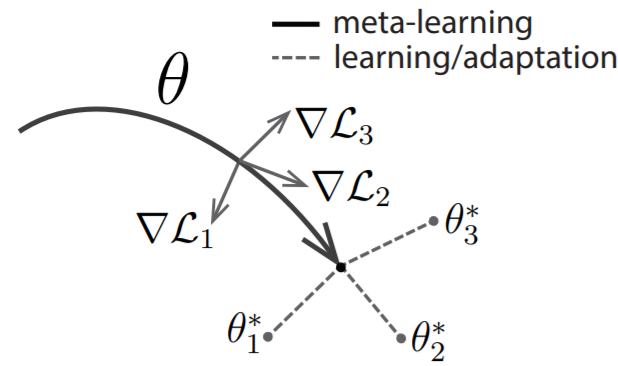 meta-learning
learning/adaptation
θ
∇ℒ₃
∇ℒ₂
∇ℒ₁
θ₃*
θ₁*
θ₂*